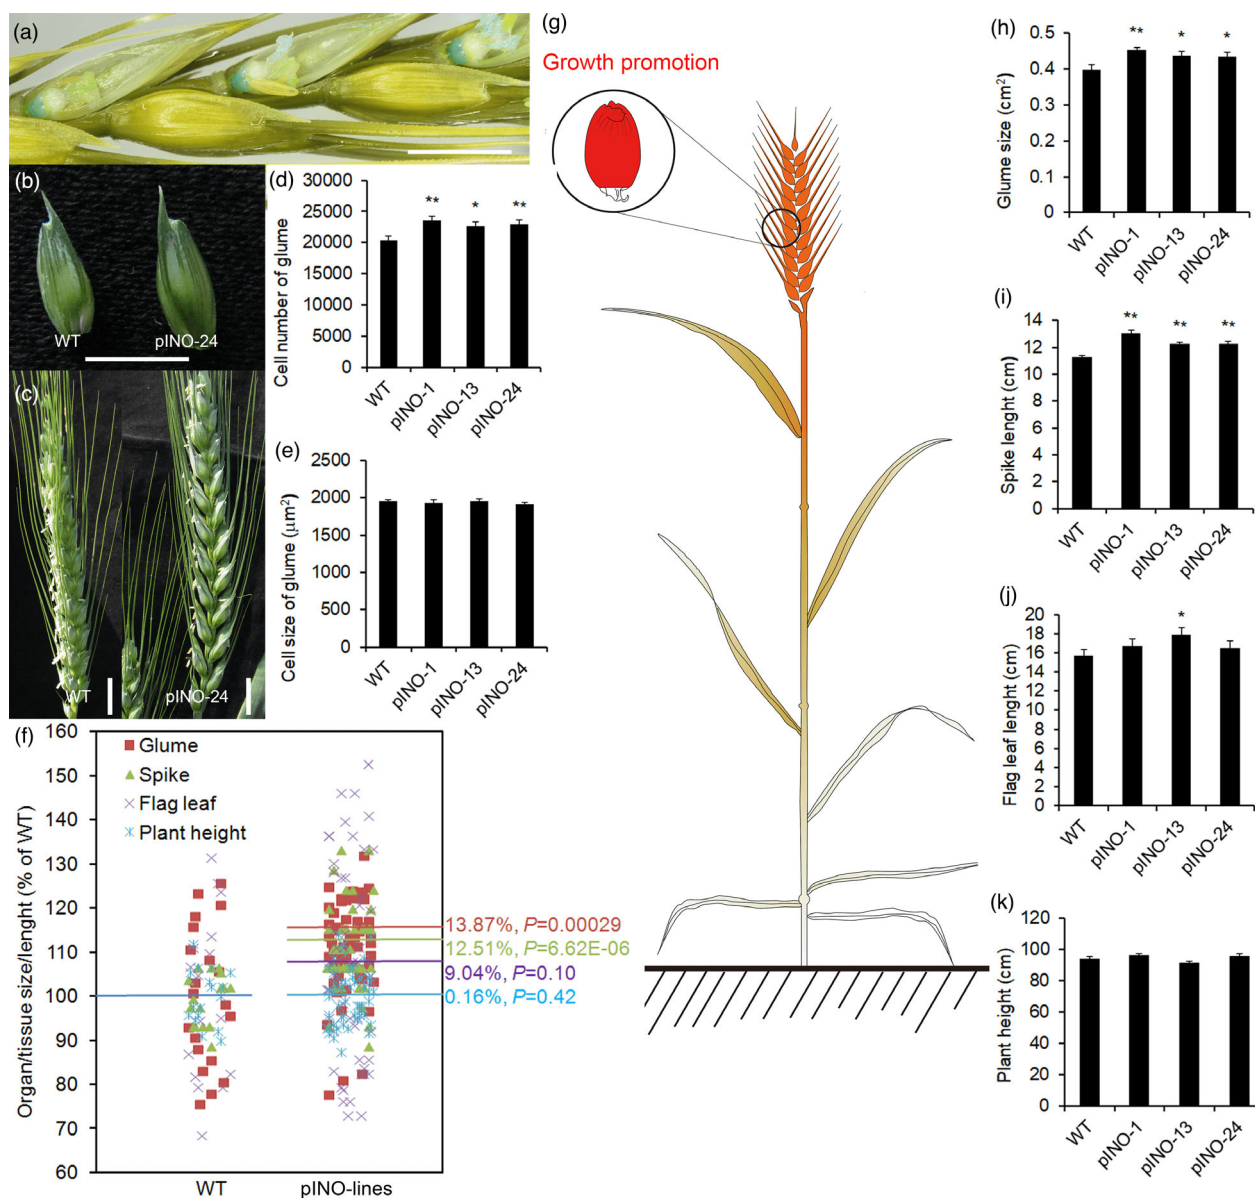 (a)
(b)
WT
pINO-24
(c)
WT
pINO-24
(d)
30000
25000
20000
15000
10000
5000
0
Cell number of glume
**
*
**
WT
pINO-1
pINO-13
pINO-24
(e)
2500
2000
1500
1000
500
0
Cell size of glume (µm²)
WT
pINO-1
pINO-13
pINO-24
(f)
160
150
140
130
120
110
100
90
80
70
60
Organ/tissue size/lenght (% of WT)
Glume
Spike
Flag leaf
Plant height
13.87%, P=0.00029
12.51%, P=6.62E-06
9.04%, P=0.10
0.16%, P=0.42
WT
pINO-lines
(g)
Growth promotion
(h)
0.5
0.4
0.3
0.2
0.1
0
Glume size (cm²)
**
*
*
WT
pINO-1
pINO-13
pINO-24
(i)
14
12
10
8
6
4
2
0
Spike lenght (cm)
**
**
**
WT
pINO-1
pINO-13
pINO-24
(j)
20
18
16
14
12
10
8
6
4
2
0
Flag leaf lenght (cm)
*
WT
pINO-1
pINO-13
pINO-24
(k)
120
100
80
60
40
20
0
Plant height (cm)
WT
pINO-1
pINO-13
pINO-24